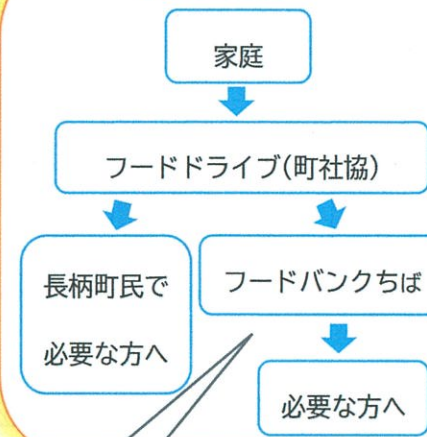 家庭
フードドライブ(町社協)
長柄町民で
必要な方へ
フードバンクちば
必要な方へ